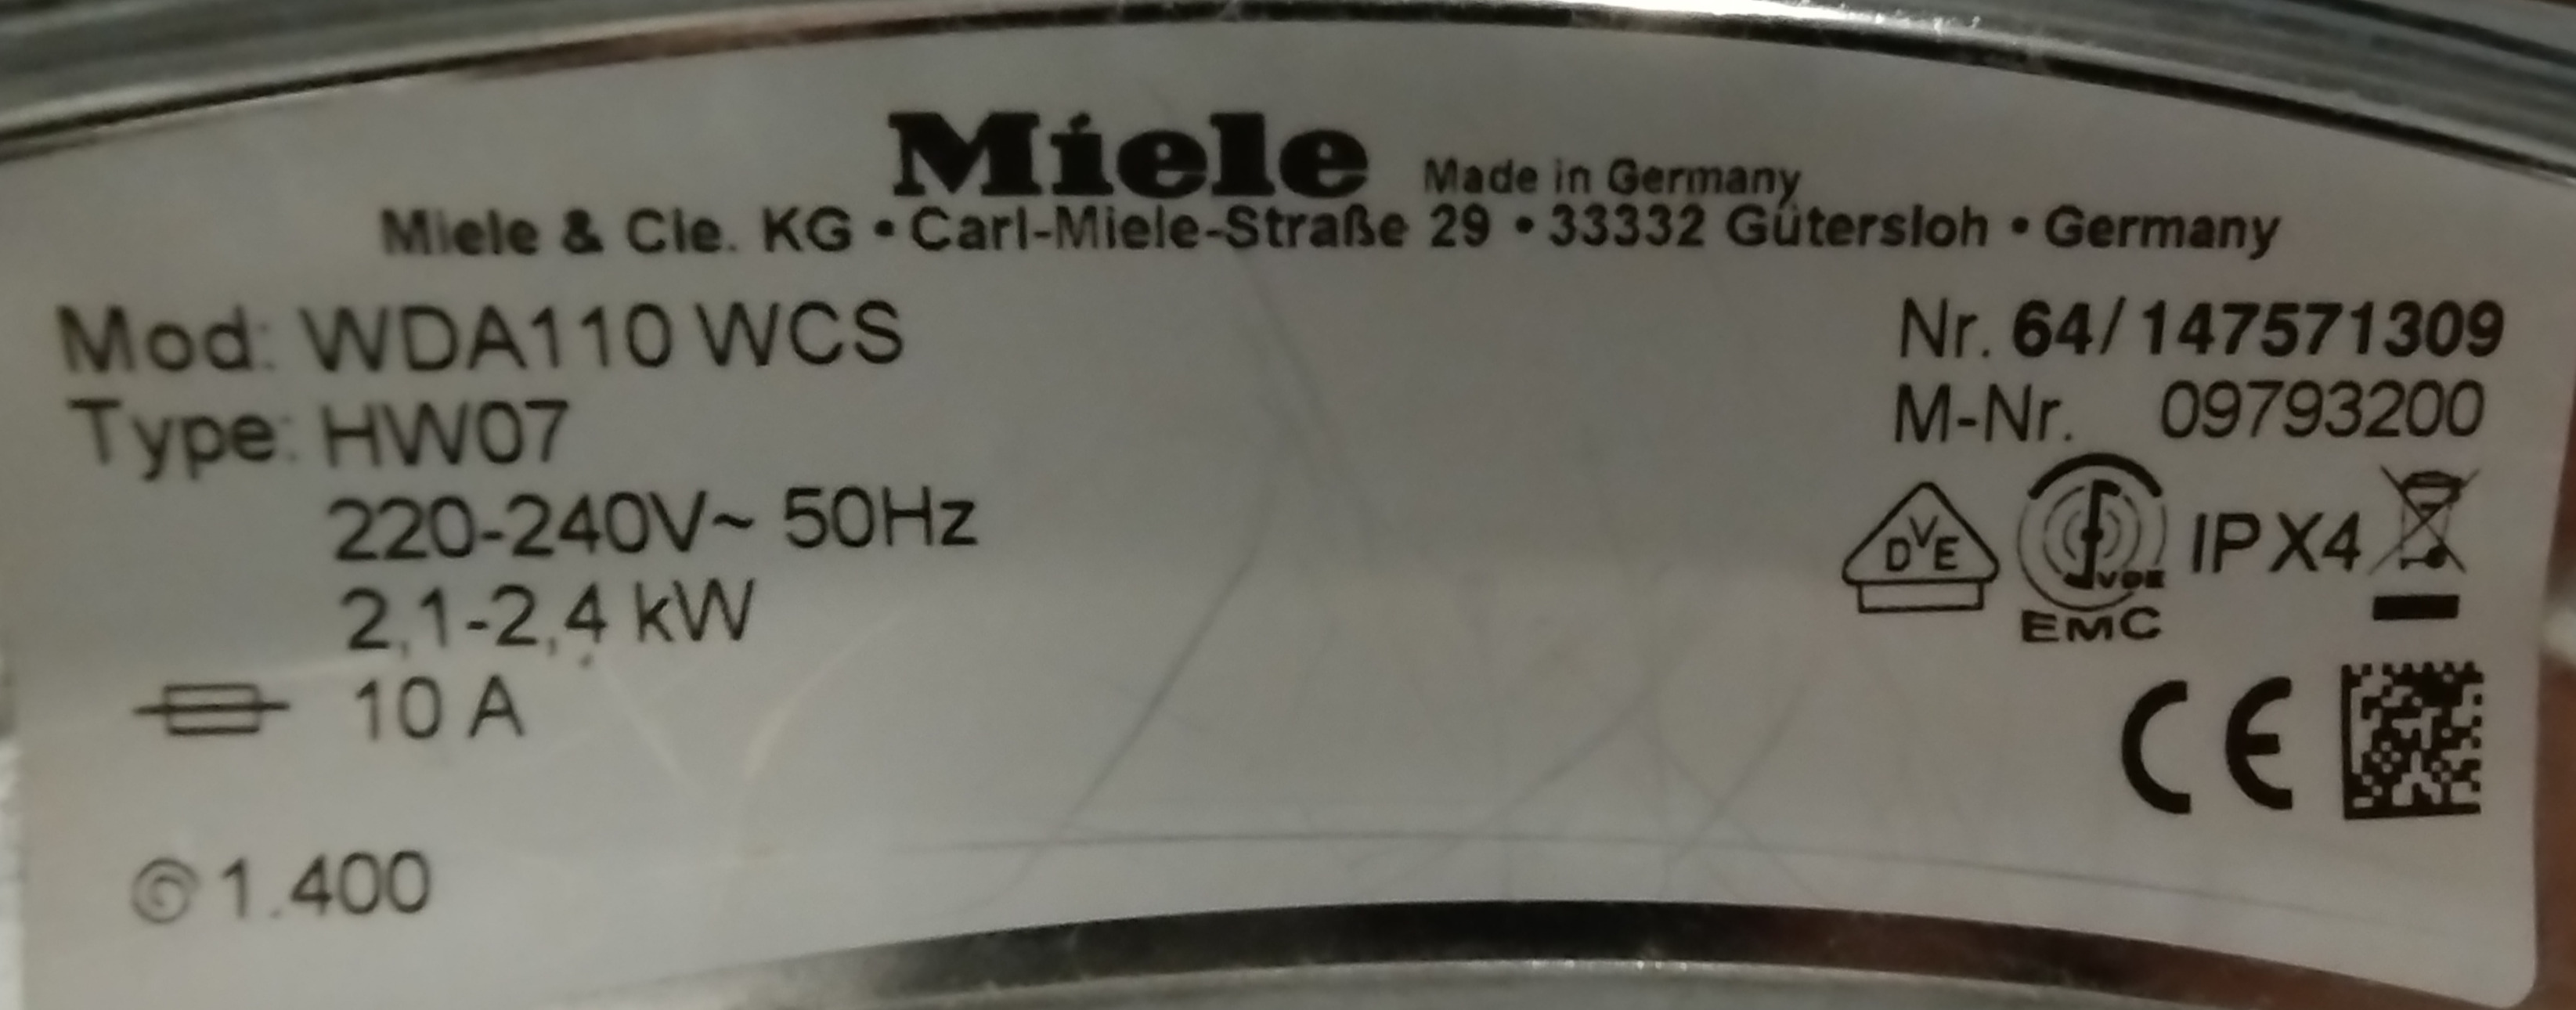 Miele Made in Germany
Miele & Cie. KG • Carl-Miele-Straße 29 • 33332 Gütersloh • Germany
Mod: WDA110 WCS
Type: HW07
220-240V~ 50Hz
2,1-2,4 kW
10 A
1.400
Nr. 64/147571309
M-Nr. 09793200
DVE
VDE
EMC
IPX4
CE